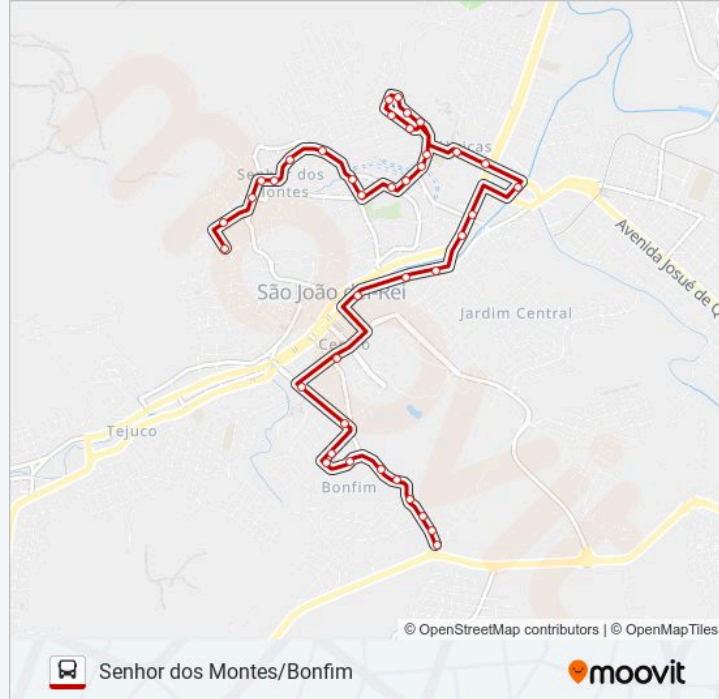 Senhor dos
Montes
São João del-Rei
Centro
Jardim Central
Avenida Josué de Q
Tejuco
Bonfim
© OpenStreetMap contributors | © OpenMapTiles
Senhor dos Montes/Bonfim
moovit
moovit